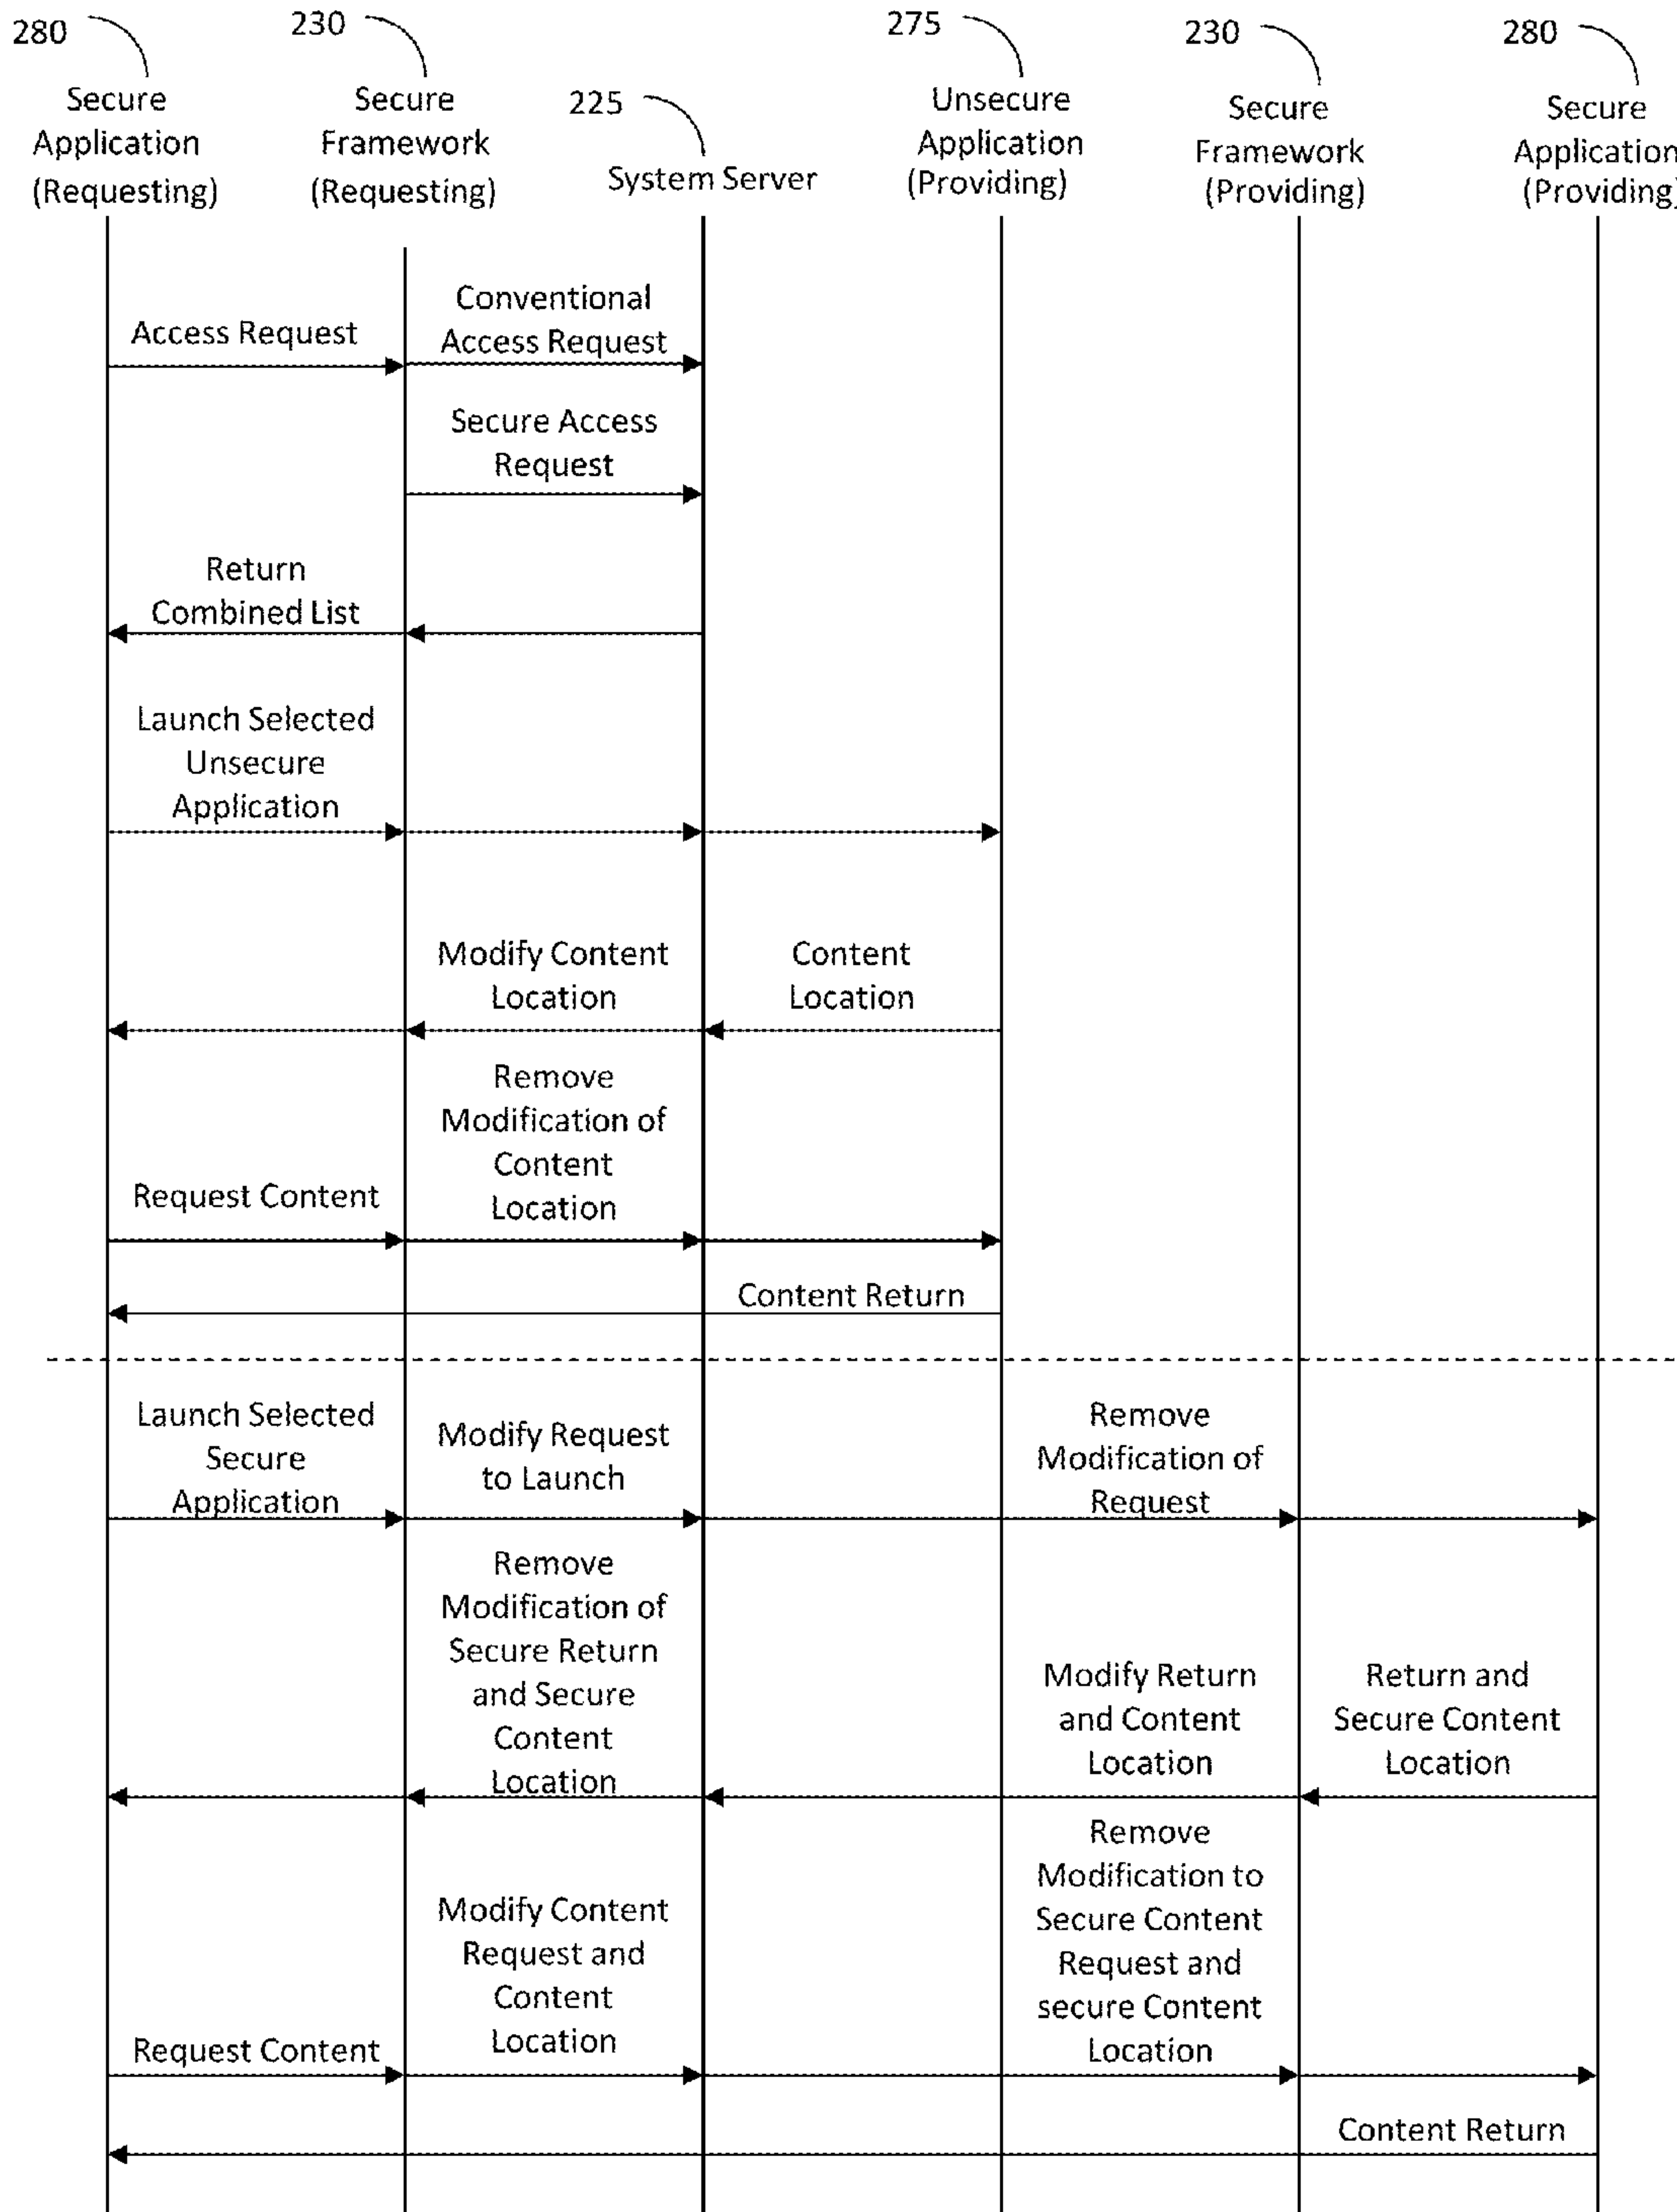 280
230
275
230
280
225
Secure
Application
(Requesting)
Secure
Framework
(Requesting)
System Server
Unsecure
Application
(Providing)
Secure
Framework
(Providing)
Secure
Application
(Providing)
Access Request
Conventional
Access Request
Secure Access
Request
Return
Combined List
Launch Selected
Unsecure
Application
Modify Content
Location
Content
Location
Request Content
Remove
Modification of
Content
Location
Content Return
Launch Selected
Secure
Application
Modify Request
to Launch
Remove
Modification of
Request
Remove
Modification of
Secure Return
and Secure
Content
Location
Modify Return
and Content
Location
Return and
Secure Content
Location
Request Content
Modify Content
Request and
Content
Location
Remove
Modification to
Secure Content
Request and
secure Content
Location
Content Return